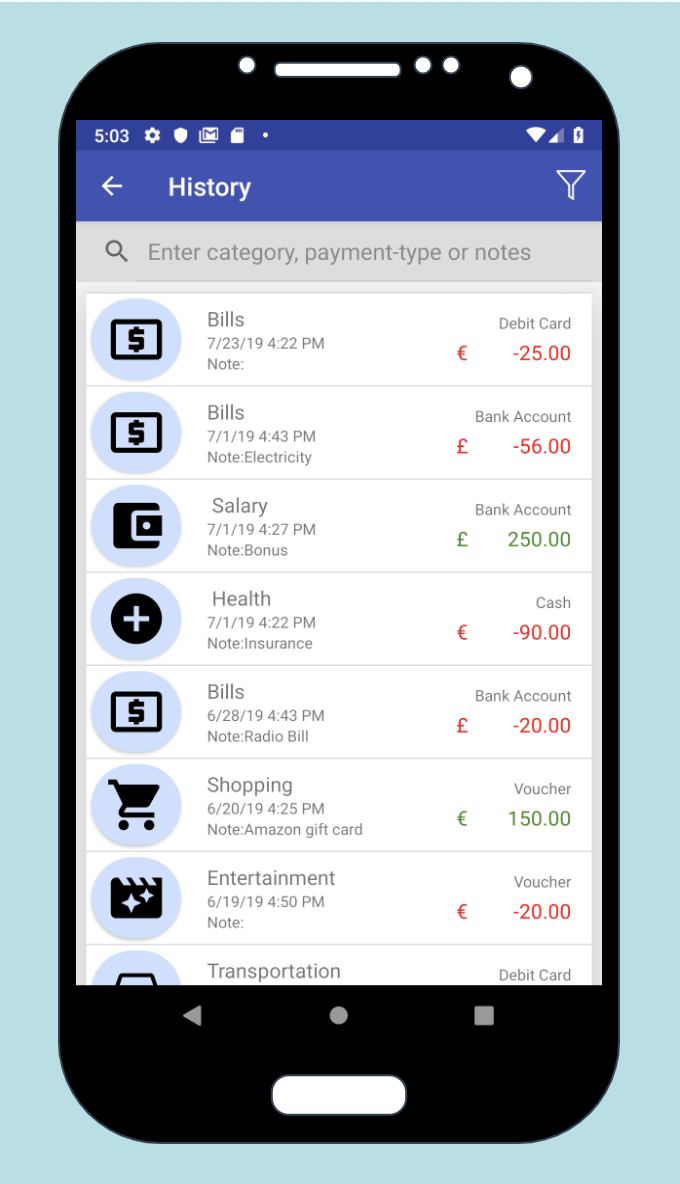 5:03
History
Enter category, payment-type or notes
Bills
Debit Card
7/23/19 4:22 PM
€ -25.00
Note:
Bills
Bank Account
7/1/19 4:43 PM
£ -56.00
Note:Electricity
Salary
Bank Account
7/1/19 4:27 PM
£ 250.00
Note:Bonus
Health
Cash
7/1/19 4:22 PM
€ -90.00
Note:Insurance
Bills
Bank Account
6/28/19 4:43 PM
£ -20.00
Note:Radio Bill
Shopping
Voucher
6/20/19 4:25 PM
€ 150.00
Note:Amazon gift card
Entertainment
Voucher
6/19/19 4:50 PM
€ -20.00
Note:
Transportation
Debit Card